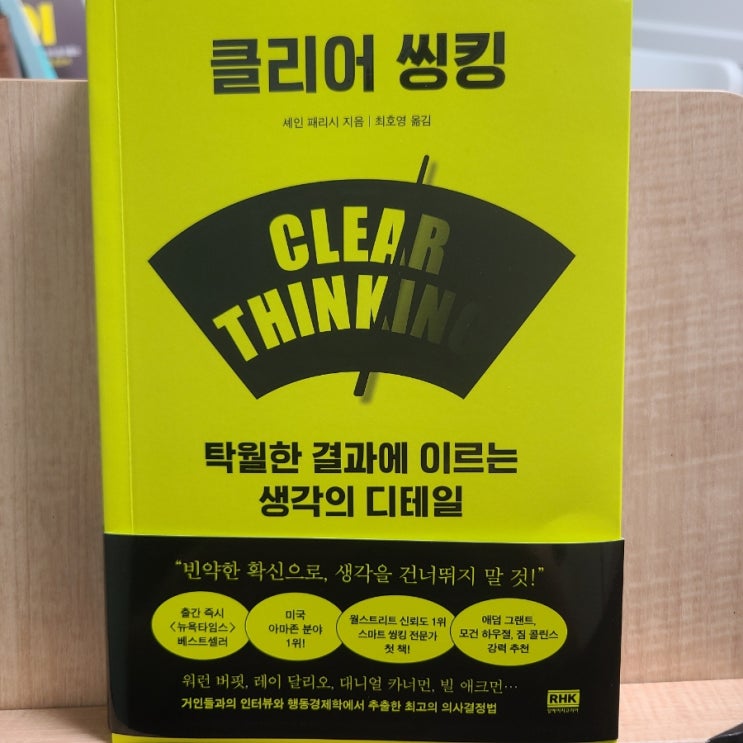 클리어 씽킹
셰인 패리시 지음 | 최호영 옮김
CLEAR
THINKING
탁월한 결과에 이르는
생각의 디테일
“빈약한 확신으로, 생각을 건너뛰지 말 것!”
출간 즉시
〈뉴욕타임스〉
베스트셀러
미국
아마존 분야
1위!
월스트리트 신뢰도 1위
스마트 씽킹 전문가
첫 책!
애덤 그랜트,
모건 하우절, 짐 콜린스
강력 추천
워런 버핏, 레이 달리오, 대니얼 카너먼, 빌 애크먼…
거인들과의 인터뷰와 행동경제학에서 추출한 최고의 의사결정법
RHK